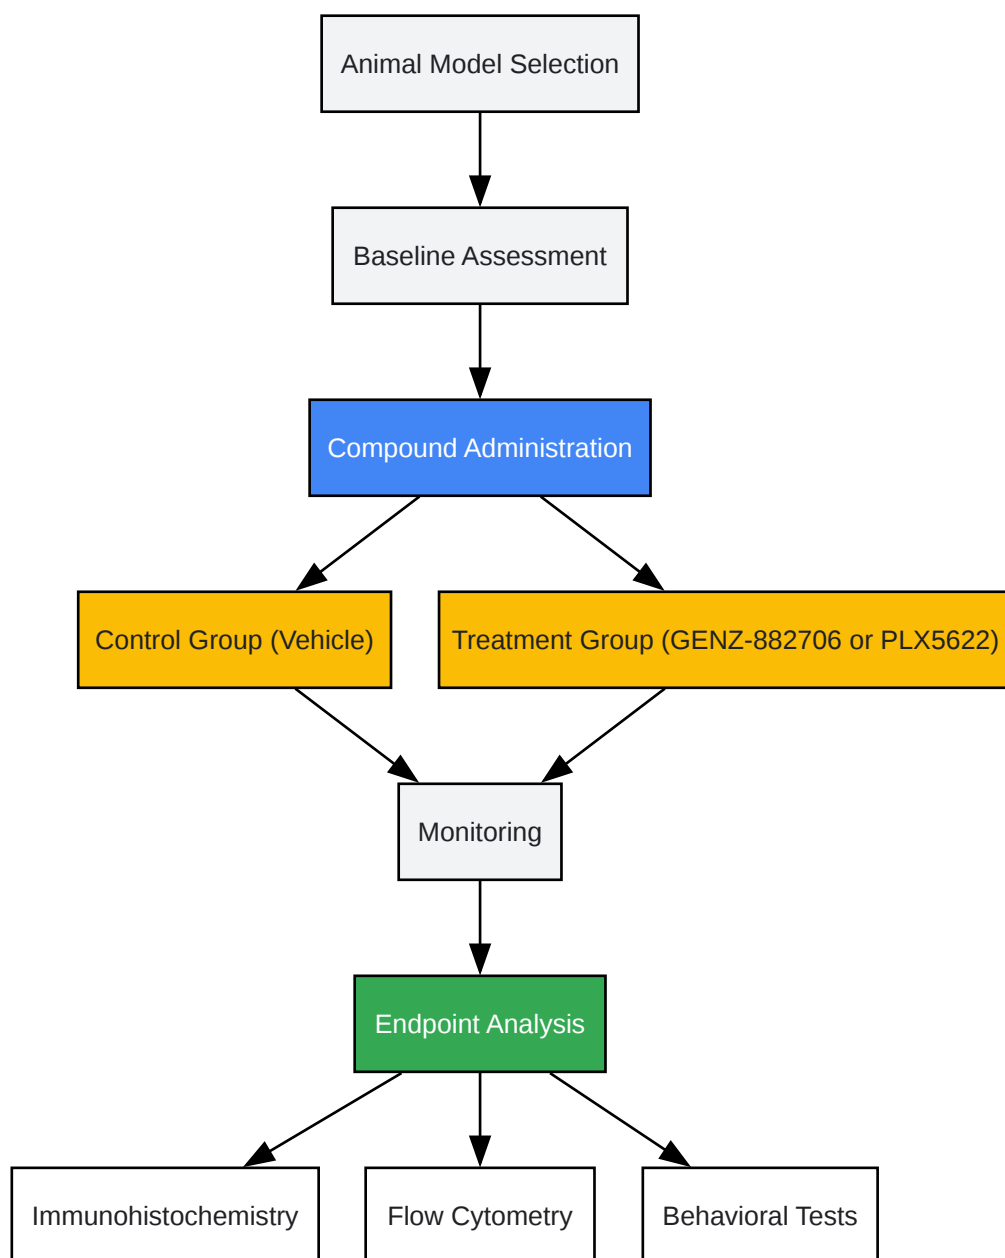 Animal Model Selection
Baseline Assessment
Compound Administration
Control Group (Vehicle)
Treatment Group (GENZ-882706 or PLX5622)
Monitoring
Endpoint Analysis
Immunohistochemistry
Flow Cytometry
Behavioral Tests